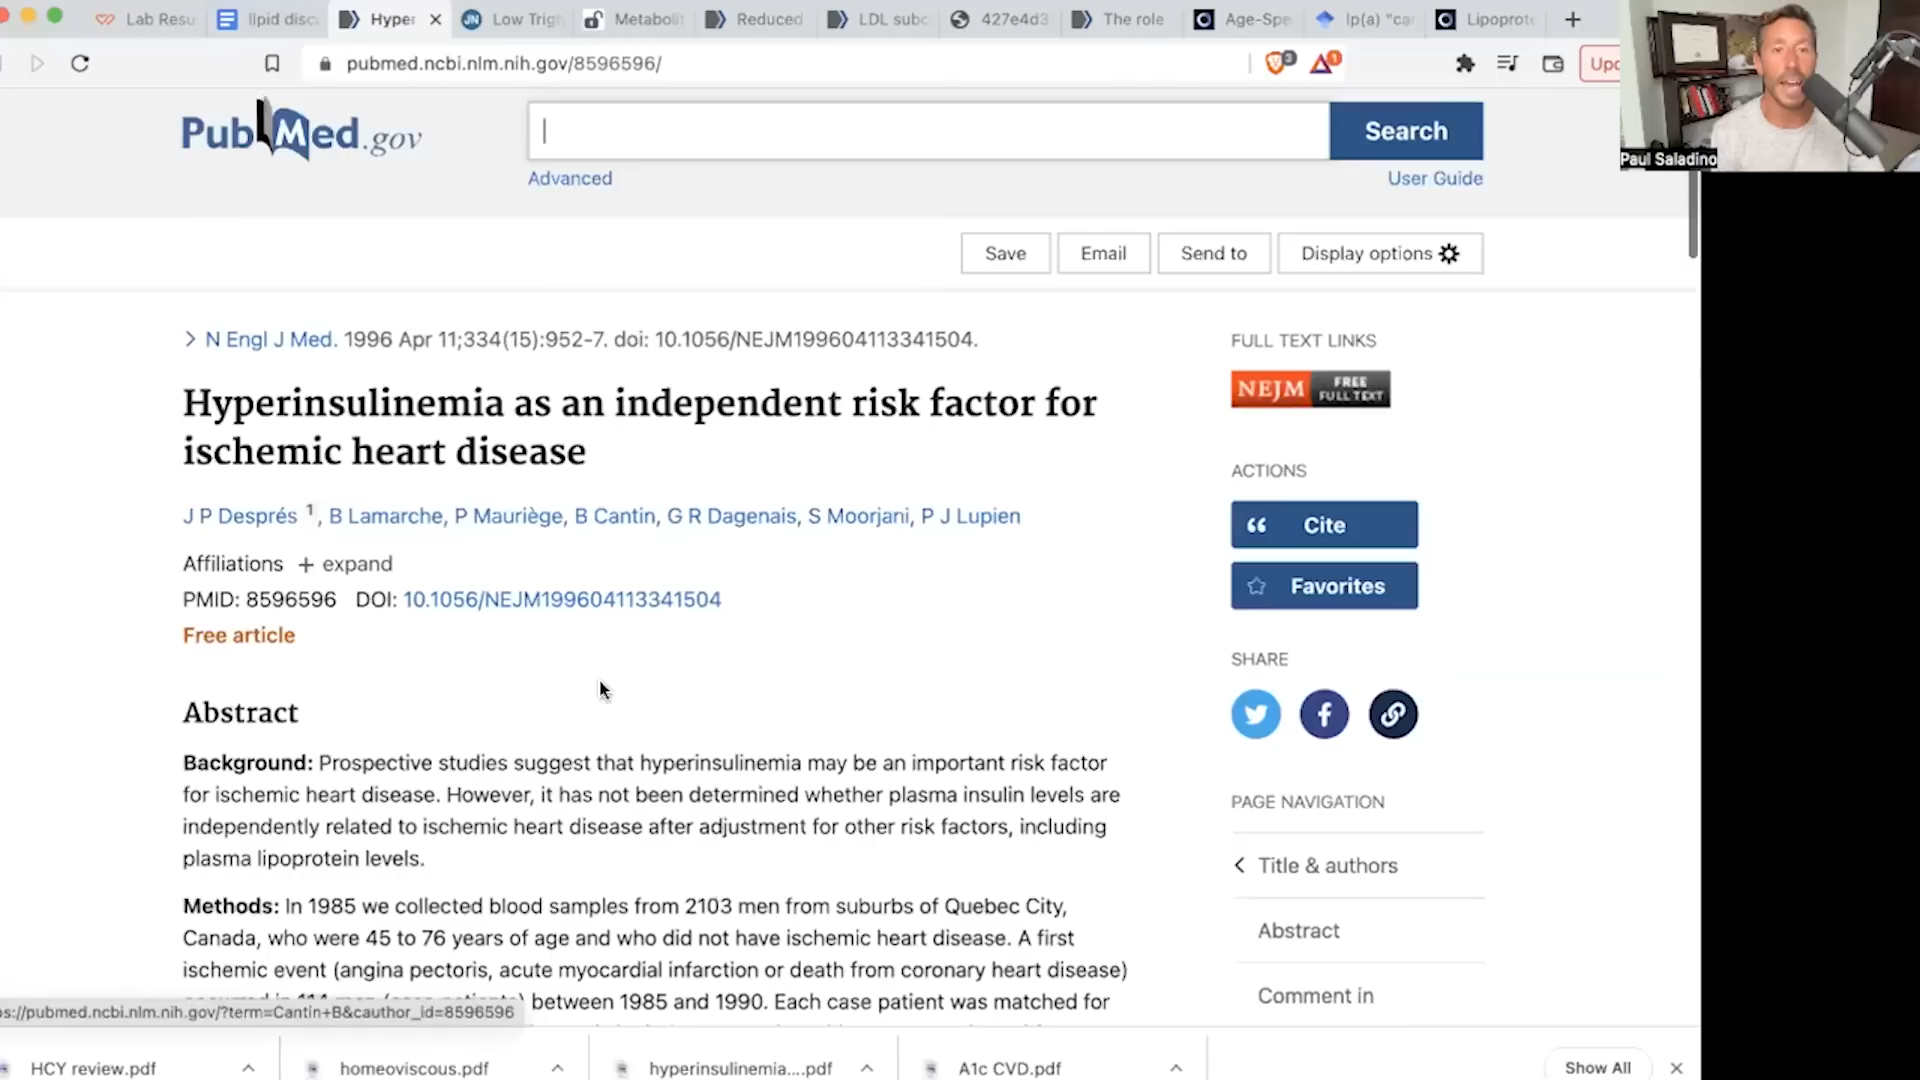 Lab Resu
lipid disc
Hyper
Low Trigl
Metaboli
Reduced
LDL subc
427e4d3
The role
Age-Spe
lp(a) "ca
Lipoprote
pubmed.ncbi.nlm.nih.gov/8596596/
Upd
PubMed.gov
Search
Advanced
User Guide
Paul Saladino
Save
Email
Send to
Display options
N Engl J Med. 1996 Apr 11;334(15):952-7. doi: 10.1056/NEJM199604113341504.
Hyperinsulinemia as an independent risk factor for
ischemic heart disease
J P Després 1, B Lamarche, P Mauriège, B Cantin, G R Dagenais, S Moorjani, P J Lupien
Affiliations + expand
PMID: 8596596 DOI: 10.1056/NEJM199604113341504
Free article
Abstract
Background: Prospective studies suggest that hyperinsulinemia may be an important risk factor
for ischemic heart disease. However, it has not been determined whether plasma insulin levels are
independently related to ischemic heart disease after adjustment for other risk factors, including
plasma lipoprotein levels.
Methods: In 1985 we collected blood samples from 2103 men from suburbs of Quebec City,
Canada, who were 45 to 76 years of age and who did not have ischemic heart disease. A first
ischemic event (angina pectoris, acute myocardial infarction or death from coronary heart disease)
between 1985 and 1990. Each case patient was matched for
ps://pubmed.ncbi.nlm.nih.gov/?term=Cantin+B&cauthor_id=8596596
FULL TEXT LINKS
NEJM FREE FULL TEXT
ACTIONS
Cite
Favorites
SHARE
PAGE NAVIGATION
Title & authors
Abstract
Comment in
HCY review.pdf
homeoviscous.pdf
hyperinsulinemia....pdf
A1c CVD.pdf
Show All